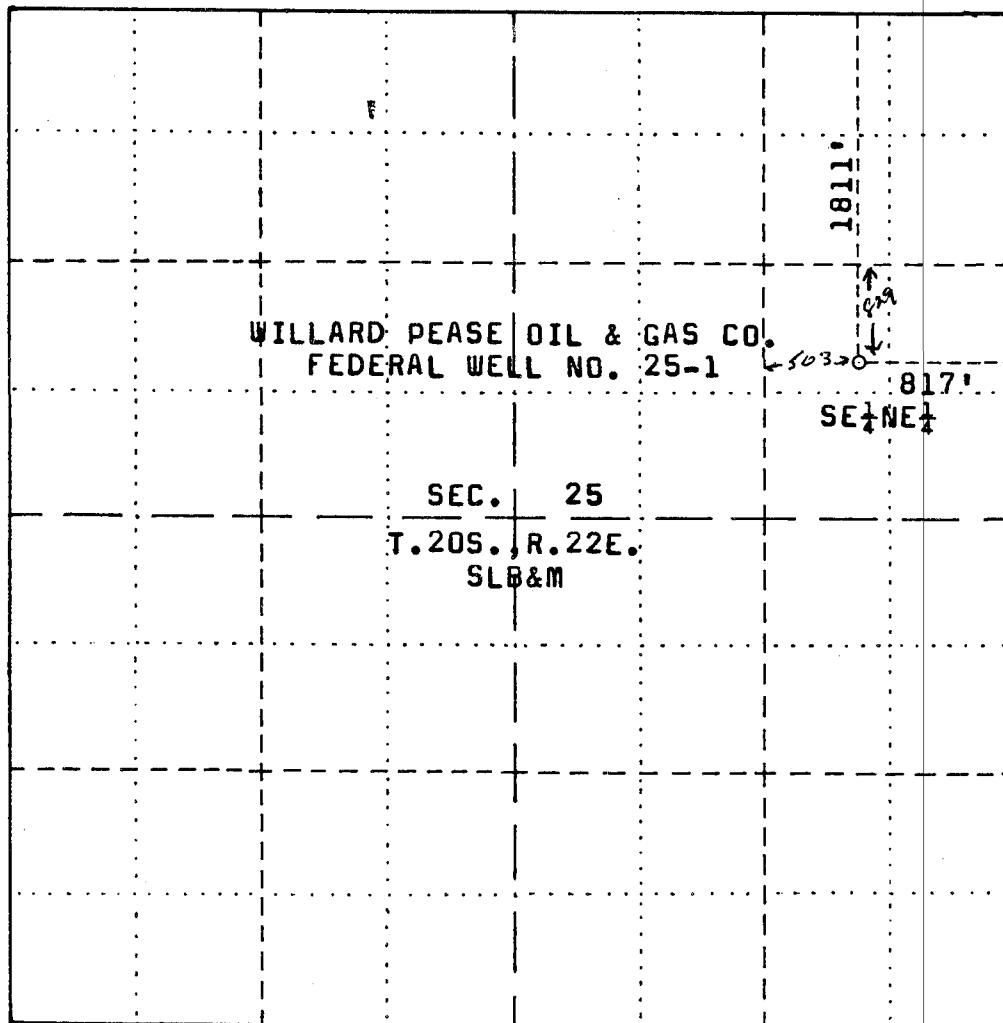 1811'
WILLARD PEASE OIL & GAS CO.
FEDERAL WELL NO. 25-1
503
817'
SE¼NE¼
SEC. 25
T.20S., R.22E.
SLB&M